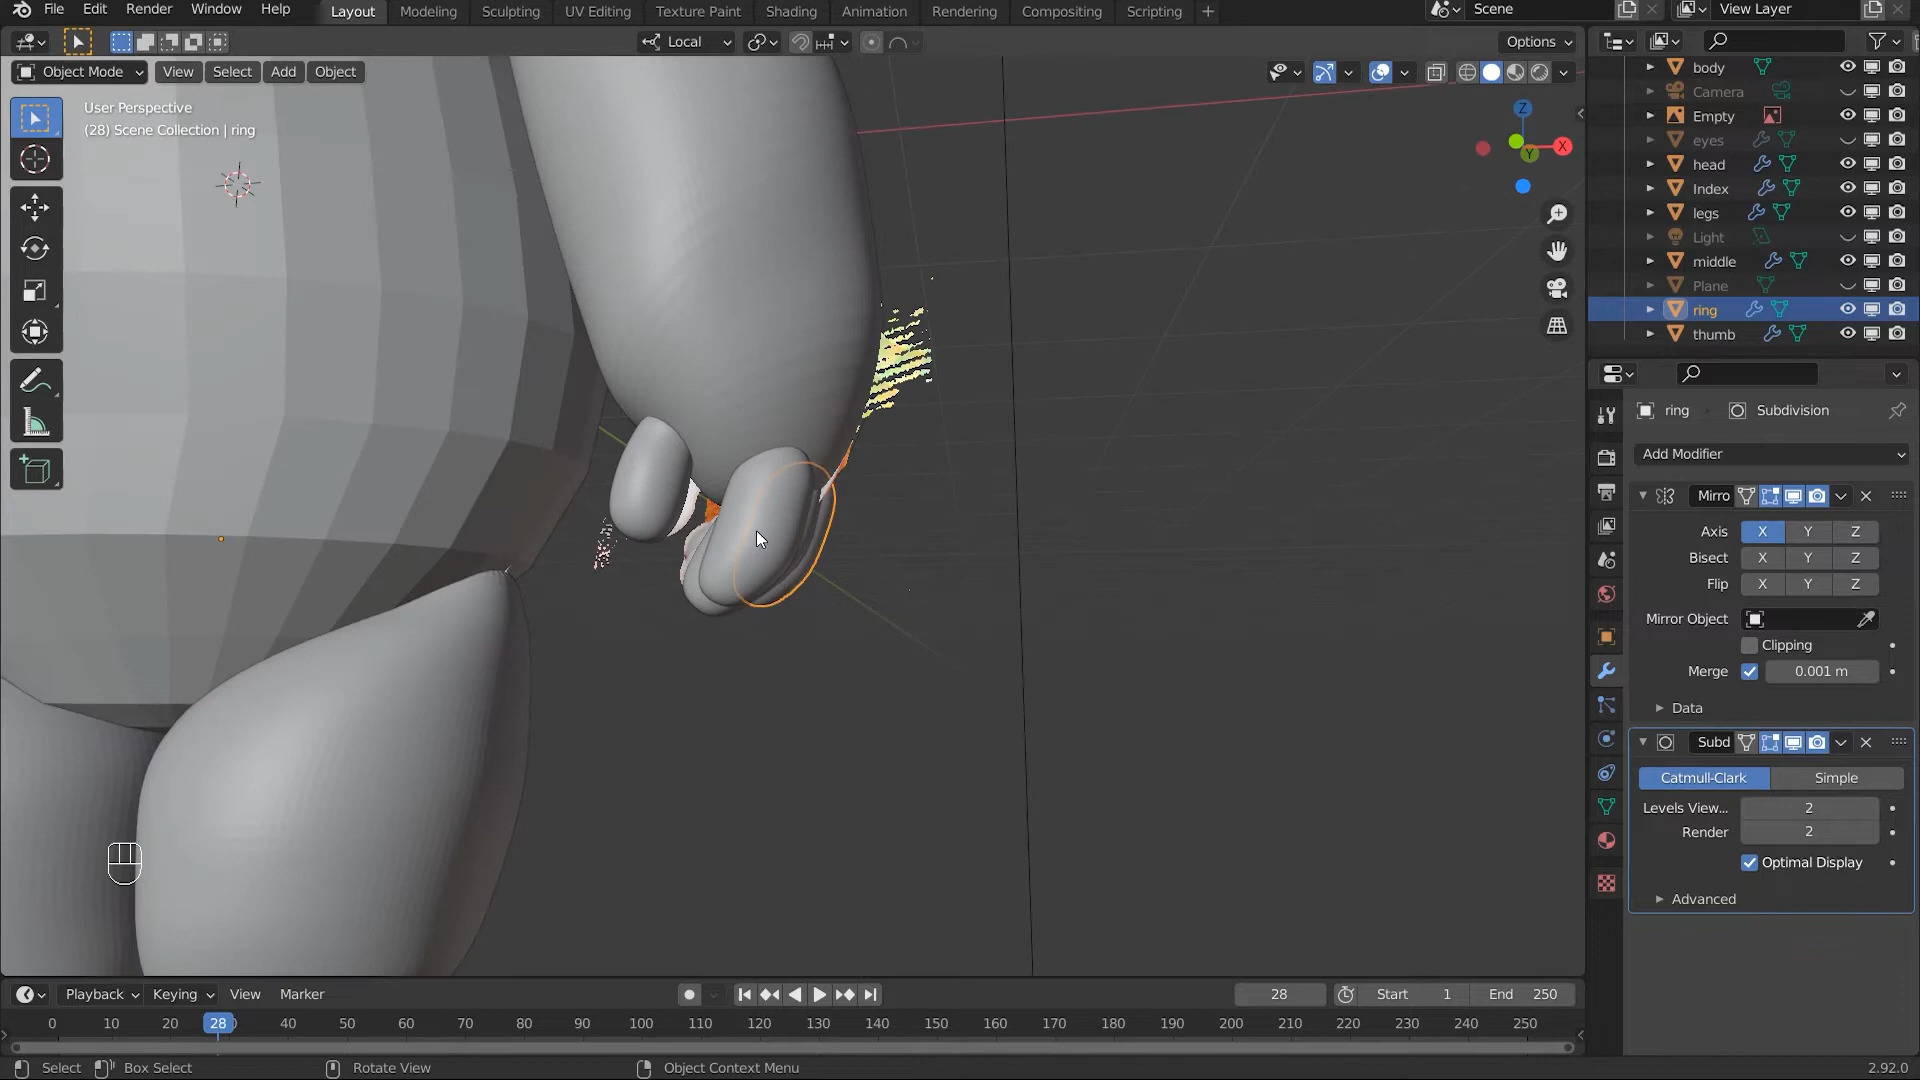 File Edit Render Window Help Layout Modeling Sculpting UV Editing Texture Paint Shading Animation Rendering Compositing Scripting + Scene View Layer
Local Options
Object Mode View Select Add Object
User Perspective
(28) Scene Collection | ring
Z
X
Y
body
Camera
Empty
eyes
head
Index
legs
Light
middle
Plane
ring
thumb
ring Subdivision
Add Modifier
Mirro
Axis X Y Z
Bisect X Y Z
Flip X Y Z
Mirror Object
Clipping
Merge 0.001 m
Data
Subd
Catmull-Clark Simple
Levels View... 2
Render 2
Optimal Display
Advanced
Playback Keying View Marker 28 Start 1 End 250
0 10 20 28 40 50 60 70 80 90 100 110 120 130 140 150 160 170 180 190 200 210 220 230 240 250
Select Box Select Rotate View Object Context Menu 2.92.0